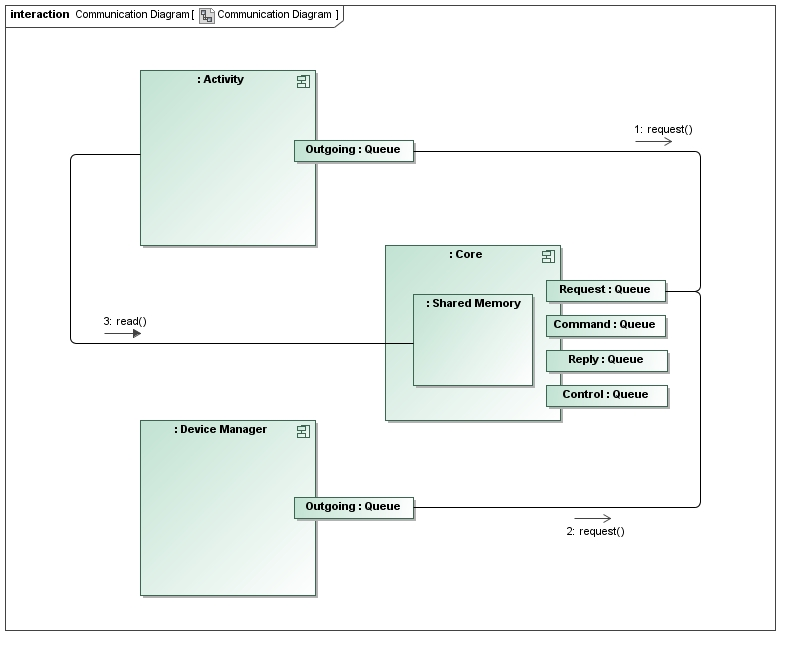 interaction Communication Diagram[ Communication Diagram ]
: Activity
Outgoing : Queue
1: request()
: Core
Request : Queue
: Shared Memory
Command : Queue
3: read()
Reply : Queue
Control : Queue
: Device Manager
Outgoing : Queue
2: request()